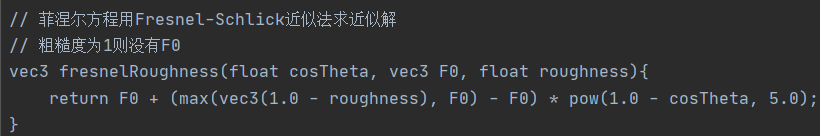 // 菲涅尔方程用Fresnel-Schlick近似法求近似解
// 粗糙度为1则没有F0
vec3 fresnelRoughness(float cosTheta, vec3 F0, float roughness){
    return F0 + (max(vec3(1.0 - roughness), F0) - F0) * pow(1.0 - cosTheta, 5.0);
}